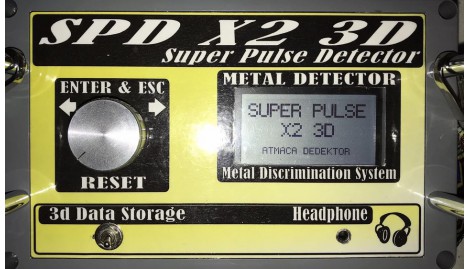 SPD X2 3D
Super Pulse Detector
ENTER & ESC
RESET
METAL DETECTOR
SUPER PULSE
X2 3D
ATMACA DEDEKTOR
Metal Discrimination System
3d Data Storage
Headphone